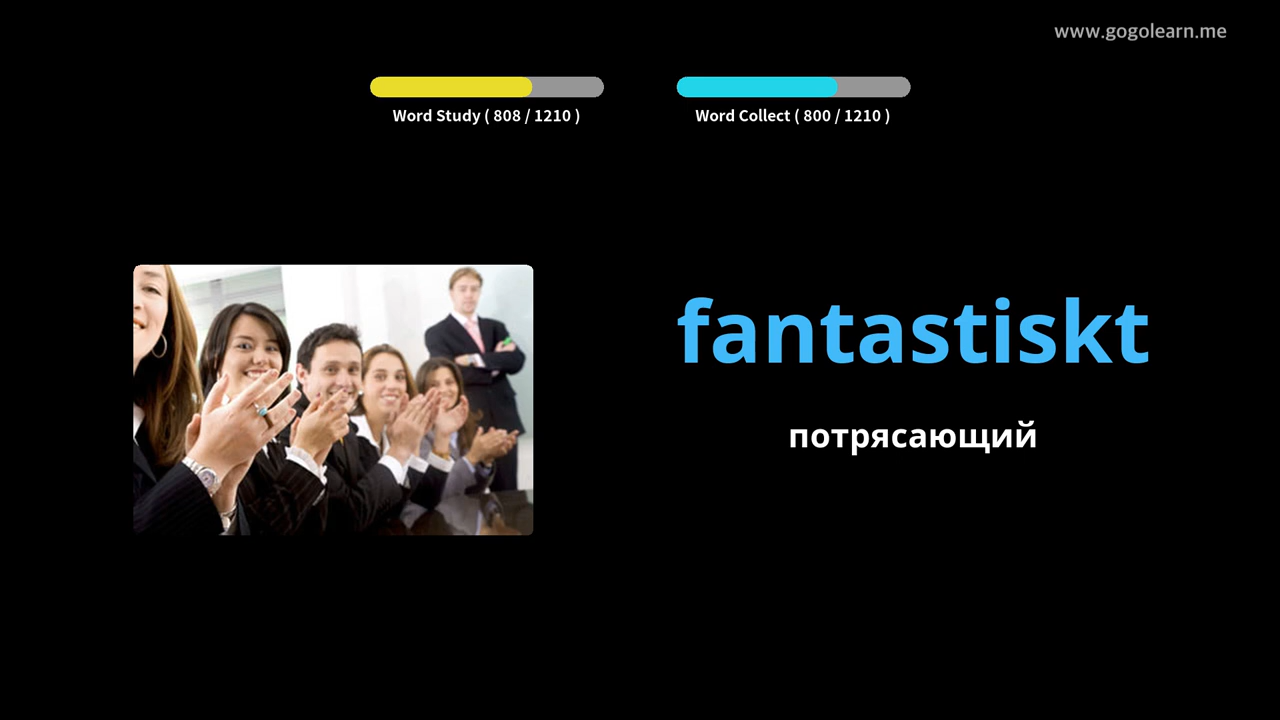 www.gogolearn.me
Word Study ( 808 / 1210 )
Word Collect ( 800 / 1210 )
fantastiskt
потрясающий